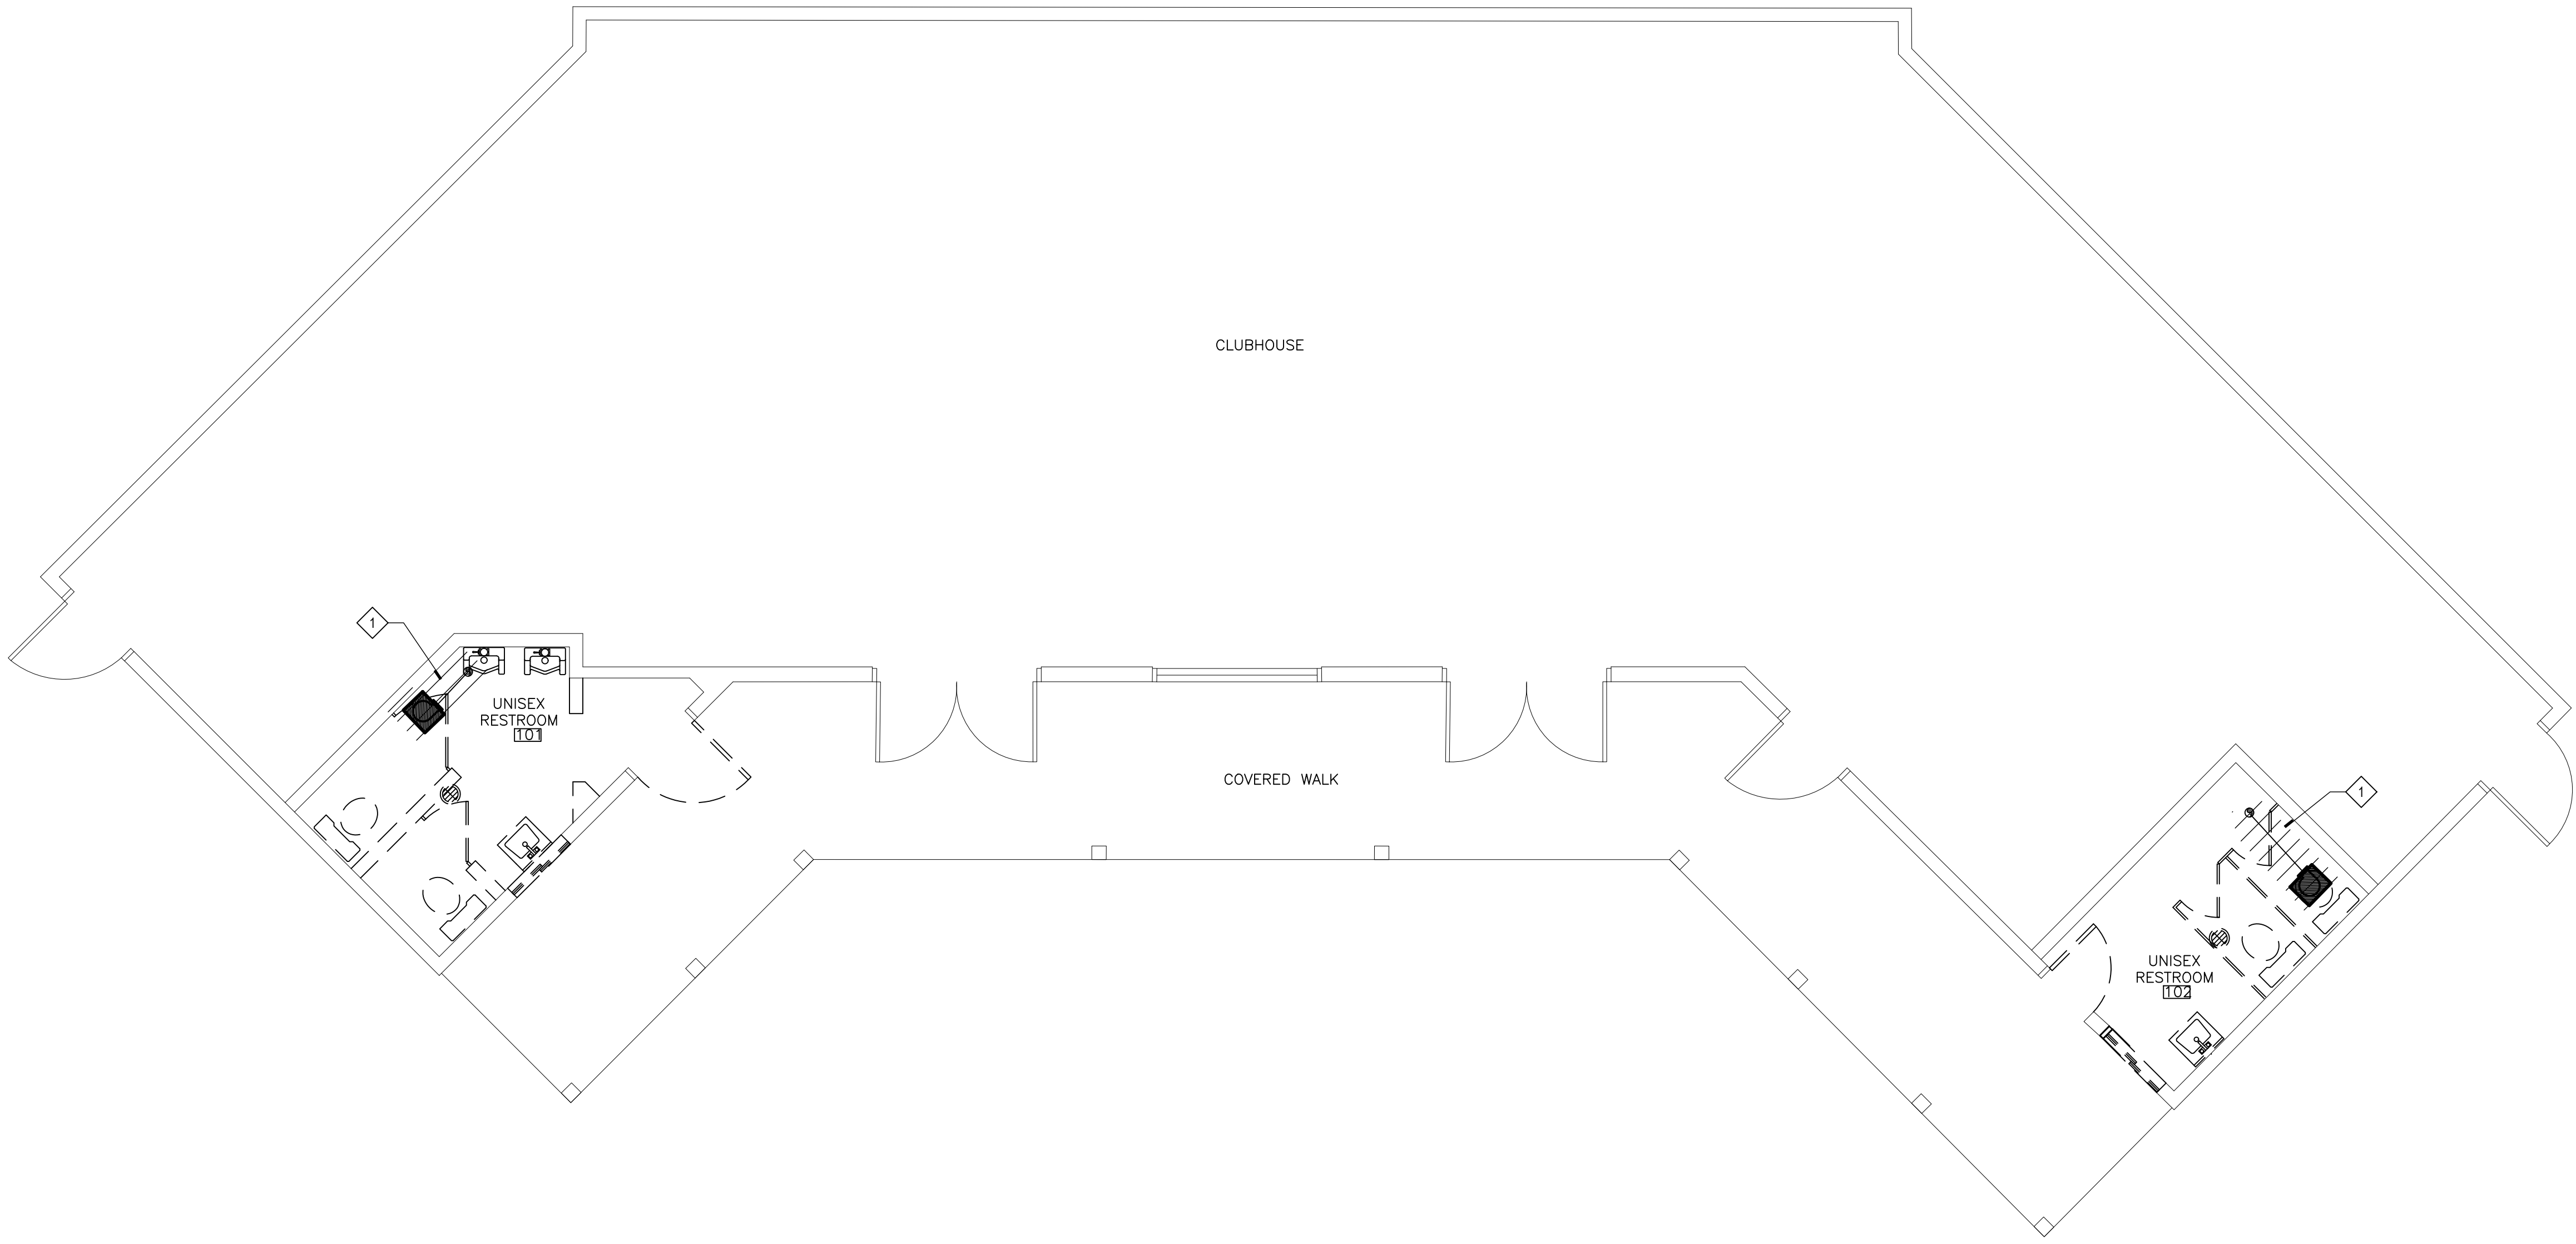 CLUBHOUSE
1
UNISEX
RESTROOM
101
COVERED WALK
1
UNISEX
RESTROOM
102